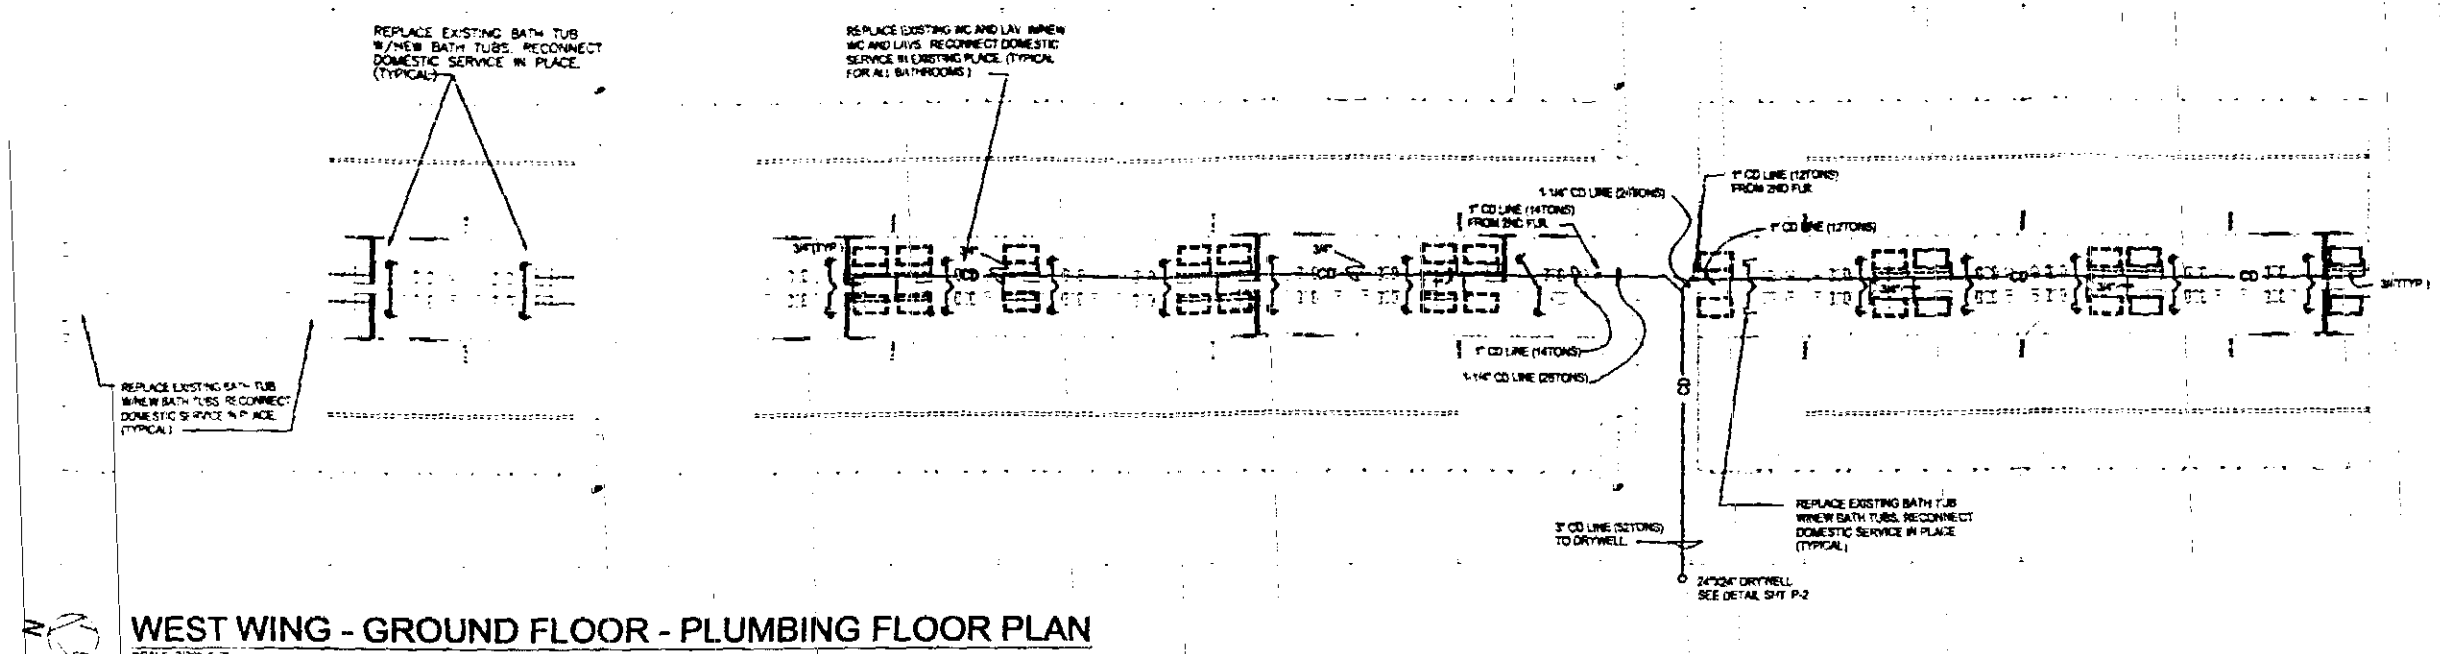 REPLACE EXISTING BATH TUB
W/NEW BATH TUBS. RECONNECT
DOMESTIC SERVICE IN PLACE.
(TYPICAL)
REPLACE EXISTING WC AND LAV. W/NEW
WC AND LAVS. RECONNECT DOMESTIC
SERVICE IN EXISTING PLACE. (TYPICAL
FOR ALL BATHROOMS)
1" CD LINE (12TONS)
FROM 2ND FLR.
1-1/4" CD LINE (24TONS)
1" CD LINE (14TONS)
FROM 2ND FLR.
1" CD LINE (12TONS)
3/4"(TYP.)
3/4"
CD
3/4"
CD
3/4"
CD
3/4"
CD
3/4"(TYP.)
1" CD LINE (14TONS)
1-1/4" CD LINE (28TONS)
CD
REPLACE EXISTING BATH TUB
W/NEW BATH TUBS. RECONNECT
DOMESTIC SERVICE IN PLACE.
(TYPICAL)
REPLACE EXISTING BATH TUB
W/NEW BATH TUBS. RECONNECT
DOMESTIC SERVICE IN PLACE
(TYPICAL)
3" CD LINE (52TONS)
TO DRYWELL
24"X24" DRYWELL
SEE DETAIL SHT. P-2
N
WEST WING - GROUND FLOOR - PLUMBING FLOOR PLAN